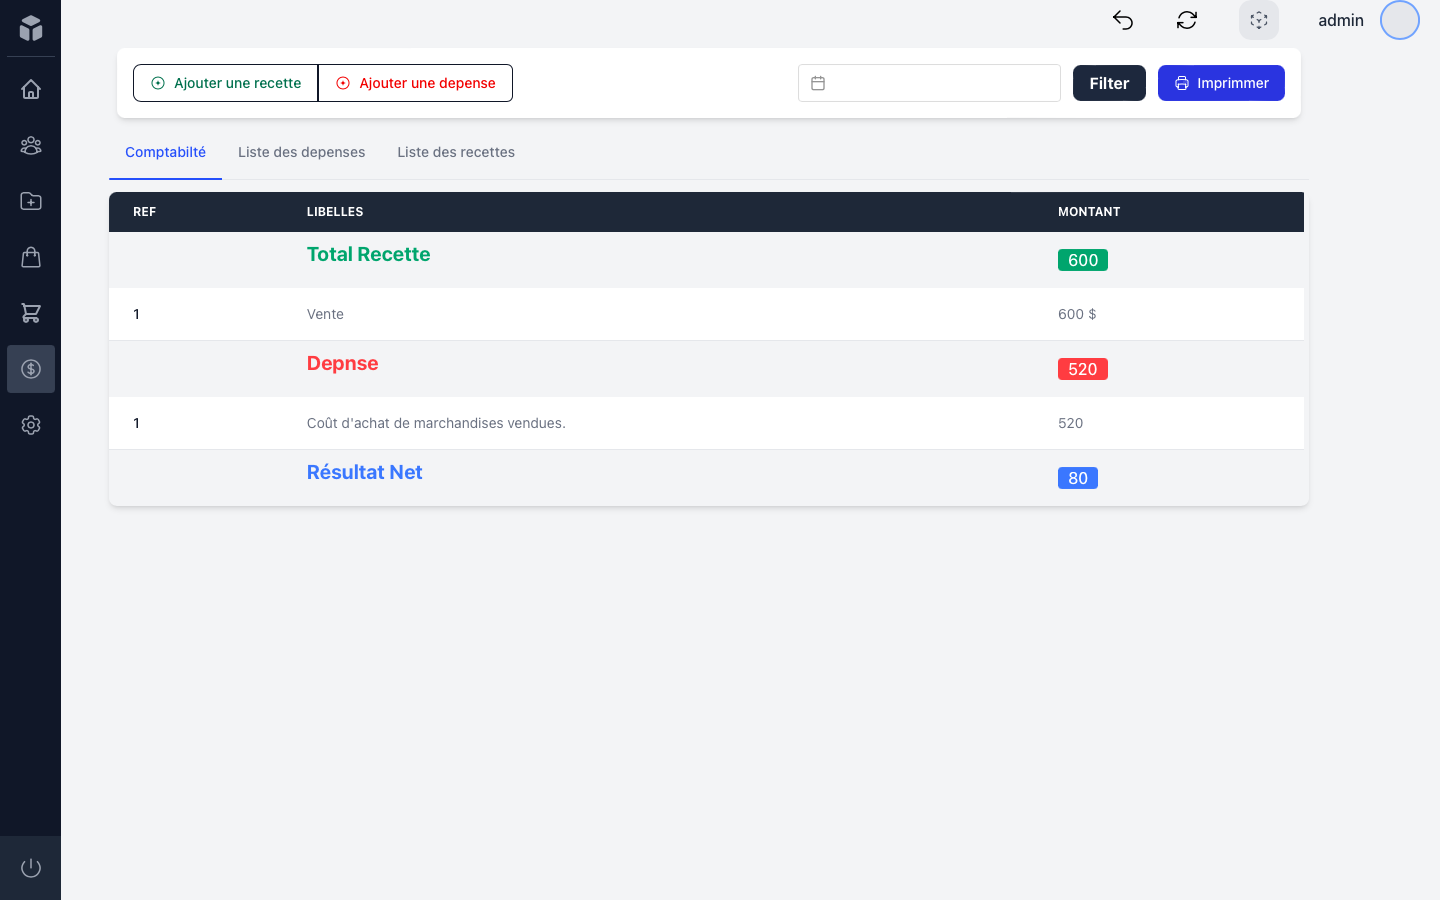 admin
Ajouter une recette
Ajouter une depense
Filter
Imprimmer
Comptabilté
Liste des depenses
Liste des recettes
REF LIBELLES MONTANT
Total Recette 600
1 Vente 600 $
Depnse 520
1 Coût d'achat de marchandises vendues. 520
Résultat Net 80